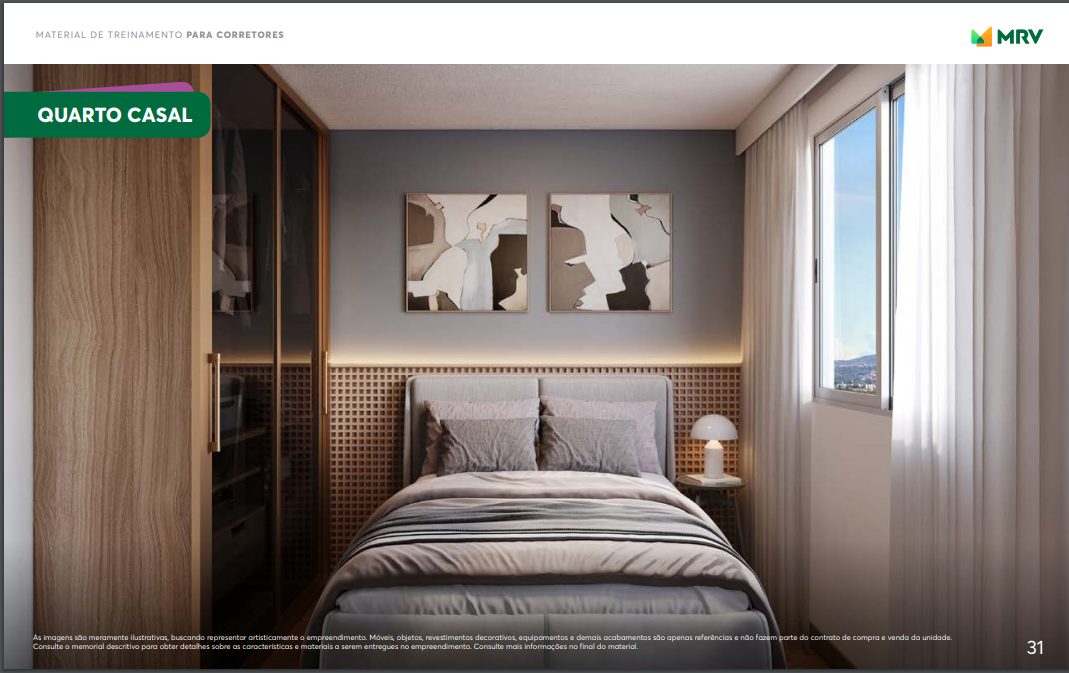 MATERIAL DE TREINAMENTO PARA CORRETORES
MRV
QUARTO CASAL
As imagens são meramente ilustrativas, buscando representar artisticamente o empreendimento. Móveis, objetos, revestimentos decorativos, equipamentos e demais acabamentos são apenas referências e não fazem parte do contrato de compra e venda da unidade.
Consulte o memorial descritivo para obter detalhes sobre as características e materiais a serem entregues no empreendimento. Consulte mais informações no final do material.
31